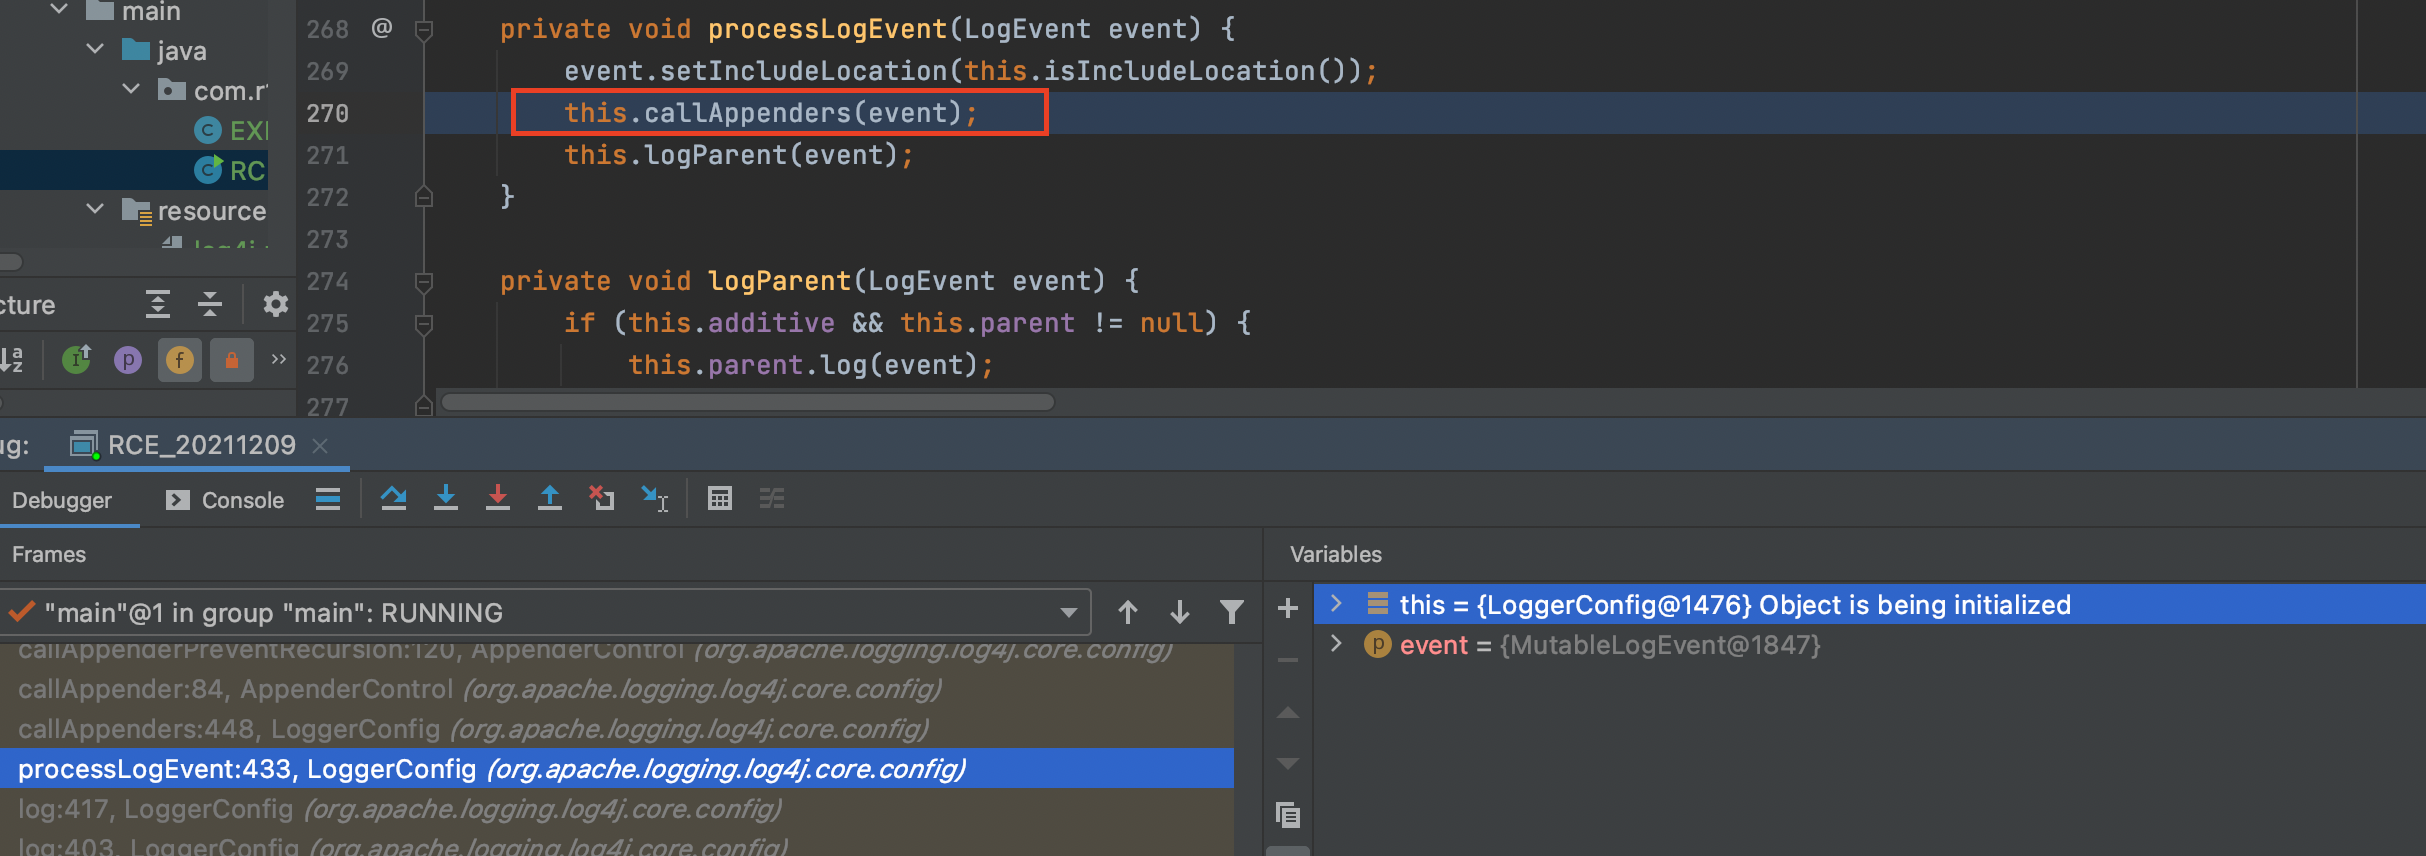 main
java
com.r
EX
RC
resource
268 @ private void processLogEvent(LogEvent event) {
269 event.setIncludeLocation(this.isIncludeLocation());
270 this.callAppenders(event);
271 this.logParent(event);
272 }
273
274 private void logParent(LogEvent event) {
275 if (this.additive && this.parent != null) {
276 this.parent.log(event);
277
cture
ug: RCE_20211209
Debugger Console
Frames
Variables
"main"@1 in group "main": RUNNING
this = {LoggerConfig@1476} Object is being initialized
event = {MutableLogEvent@1847}
callAppenderPreventRecursion:120, AppenderControl (org.apache.logging.log4j.core.config)
callAppender:84, AppenderControl (org.apache.logging.log4j.core.config)
callAppenders:448, LoggerConfig (org.apache.logging.log4j.core.config)
processLogEvent:433, LoggerConfig (org.apache.logging.log4j.core.config)
log:417, LoggerConfig (org.apache.logging.log4j.core.config)
log:403, LoggerConfig (org.apache.logging.log4j.core.config)